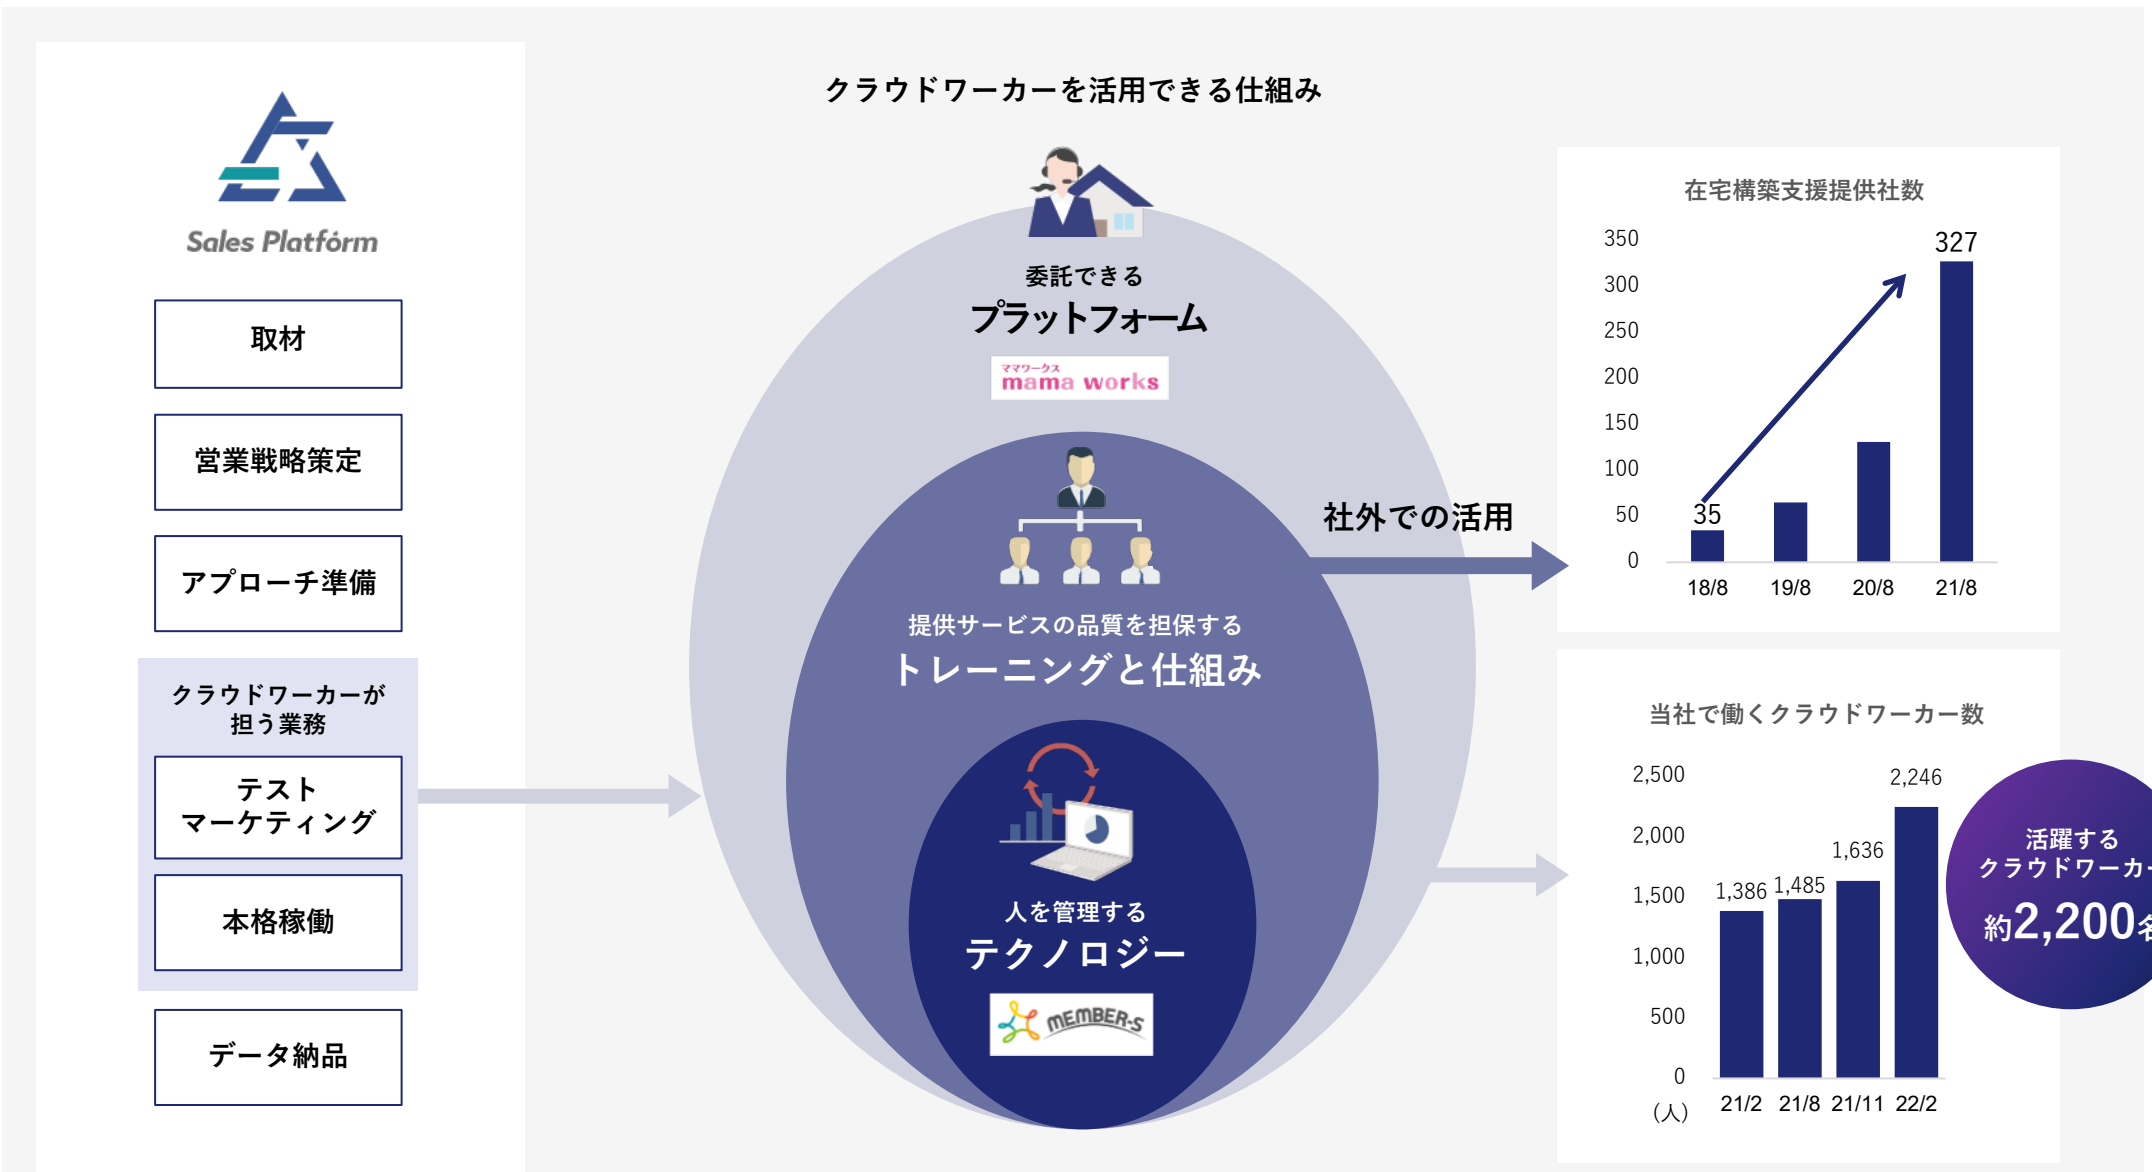 Sales Platform
取材
営業戦略策定
アプローチ準備
クラウドワーカーが
担う業務
テスト
マーケティング
本格稼働
データ納品
クラウドワーカーを活用できる仕組み
委託できる
プラットフォーム
ママワークス
mama works
提供サービスの品質を担保する
トレーニングと仕組み
人を管理する
テクノロジー
MEMBER-S
社外での活用
在宅構築支援提供社数
350
300
250
200
150
100
50
0
35
327
18/8 19/8 20/8 21/8
当社で働くクラウドワーカー数
2,500
2,000
1,500
1,000
500
0
(人)
1,386
1,485
1,636
2,246
21/2 21/8 21/11 22/2
活躍する
クラウドワーカー
約2,200名